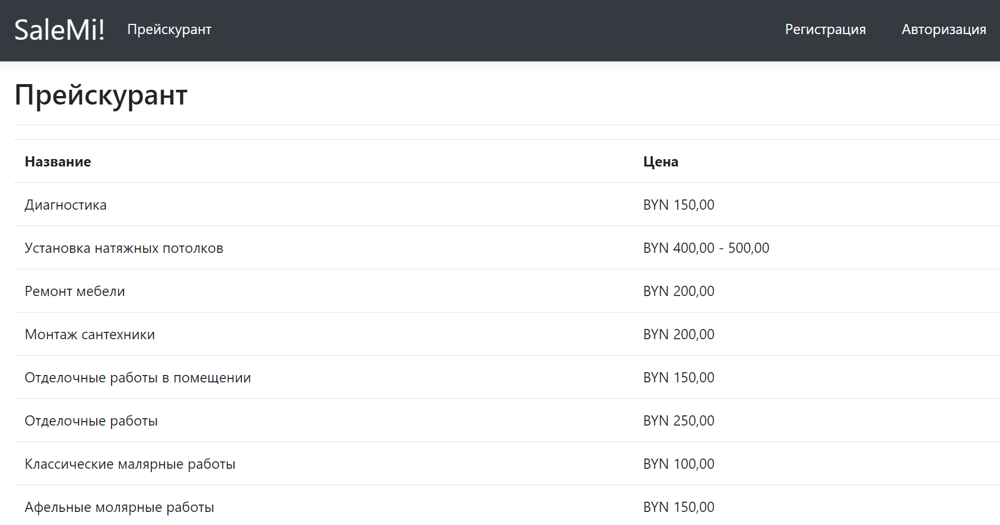 SaleMi! Прейскурант Регистрация Авторизация
Прейскурант
Название Цена
Диагностика BYN 150,00
Установка натяжных потолков BYN 400,00 - 500,00
Ремонт мебели BYN 200,00
Монтаж сантехники BYN 200,00
Отделочные работы в помещении BYN 150,00
Отделочные работы BYN 250,00
Классические малярные работы BYN 100,00
Афельные молярные работы BYN 150,00